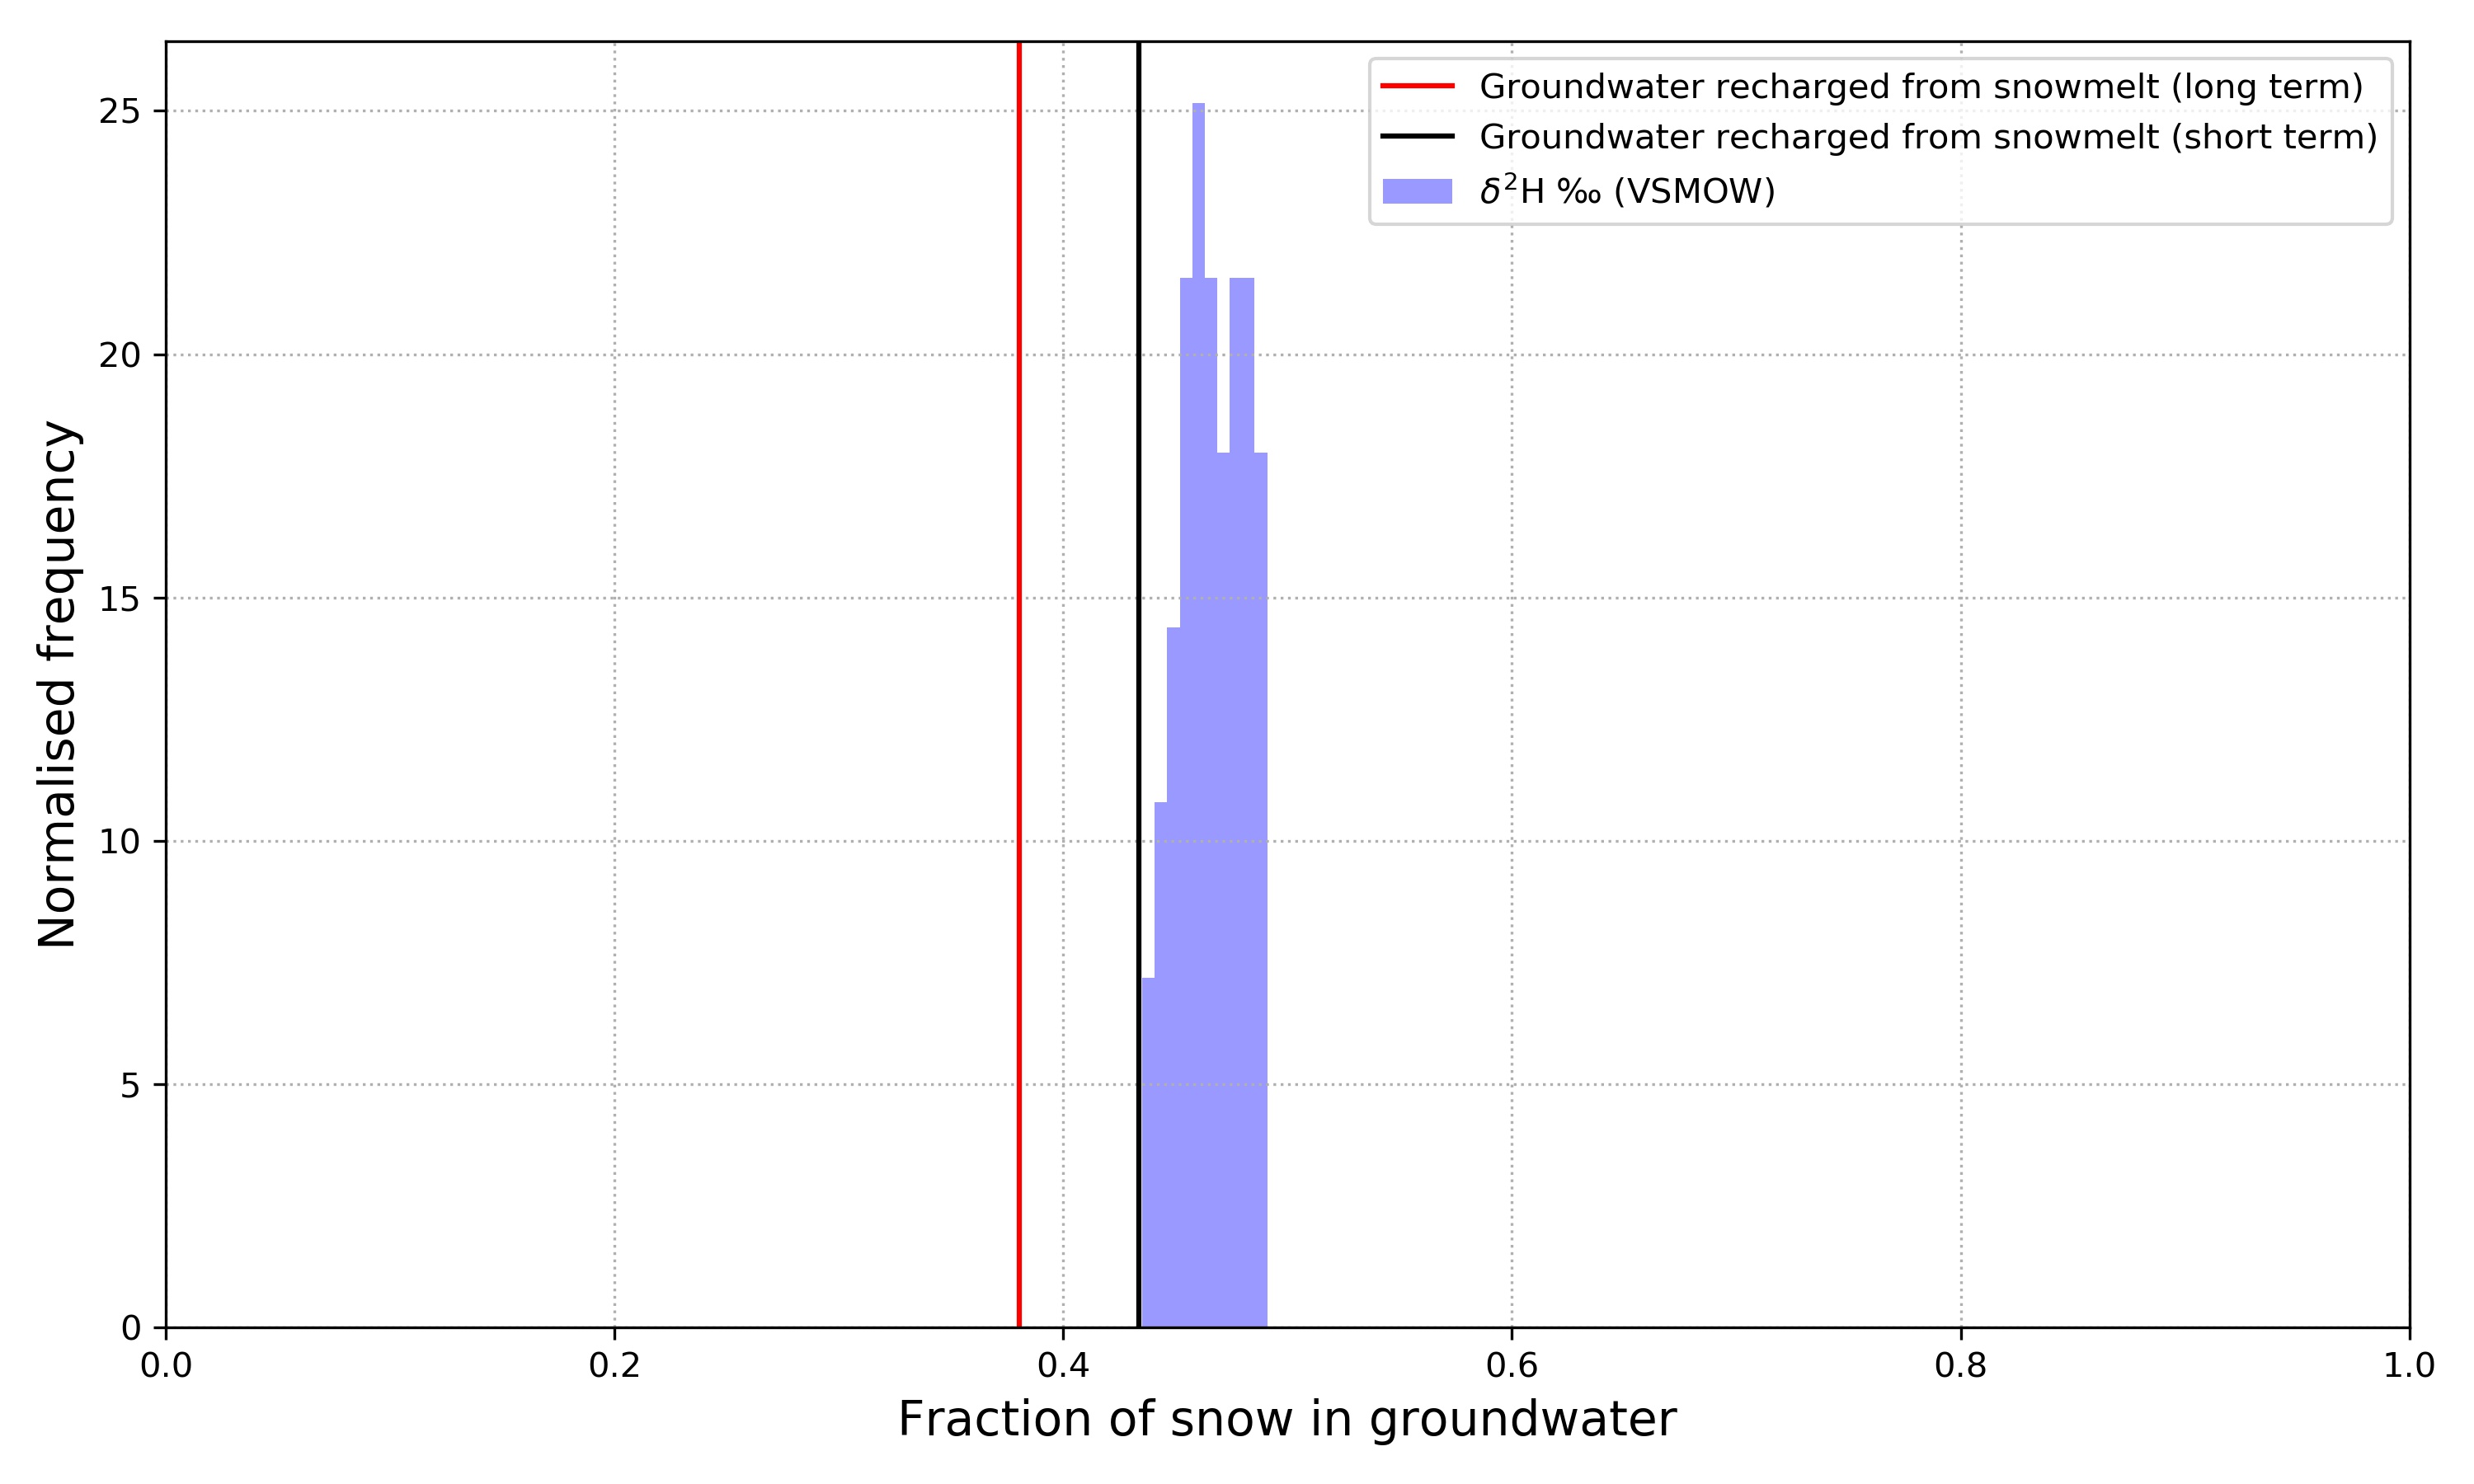 Groundwater recharged from snowmelt (long term)
Groundwater recharged from snowmelt (short term)
δ²H ‰ (VSMOW)
Normalised frequency
25
20
15
10
5
0
0.0 0.2 0.4 0.6 0.8 1.0
Fraction of snow in groundwater